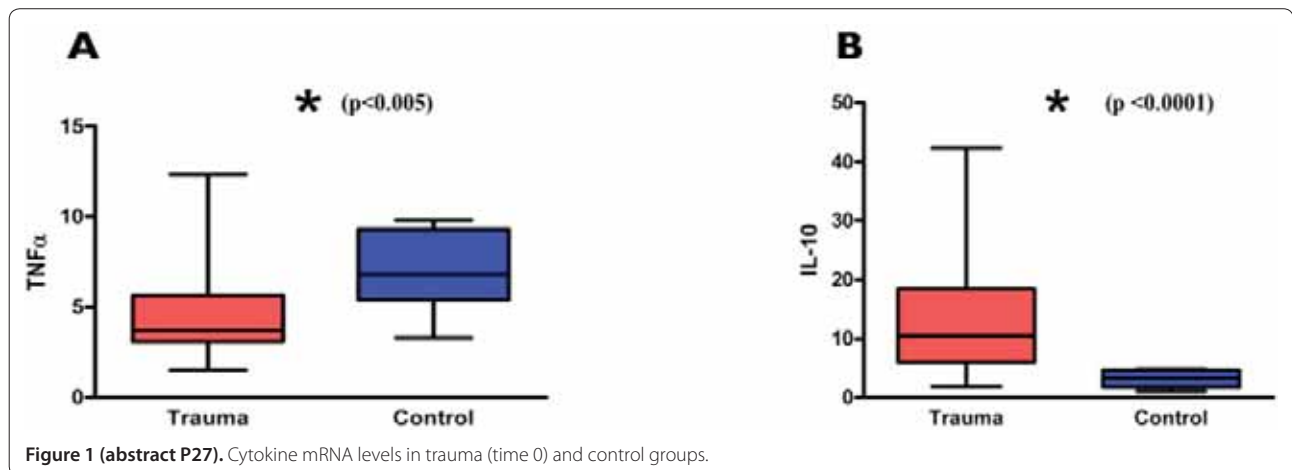 A
* (p<0.005)
TNFα
15
10
5
0
Trauma
Control
B
* (p <0.0001)
IL-10
50
40
30
20
10
0
Trauma
Control
Figure 1 (abstract P27). Cytokine mRNA levels in trauma (time 0) and control groups.